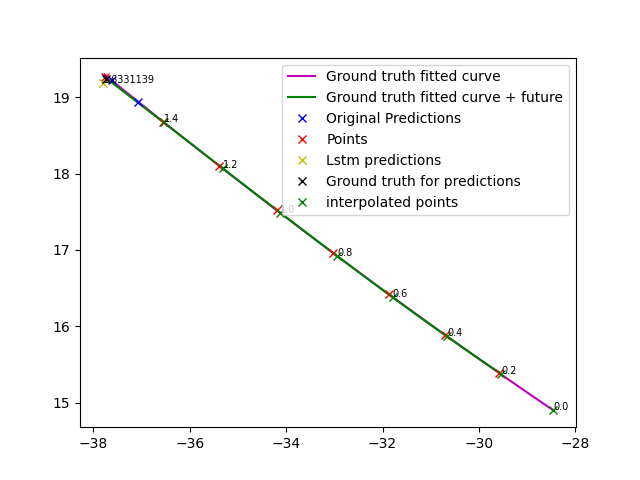 Ground truth fitted curve
Ground truth fitted curve + future
Original Predictions
Points
Lstm predictions
Ground truth for predictions
interpolated points
1.4
1.2
1.0
0.8
0.6
0.4
0.2
0.0
19
18
17
16
15
−38
−36
−34
−32
−30
−28